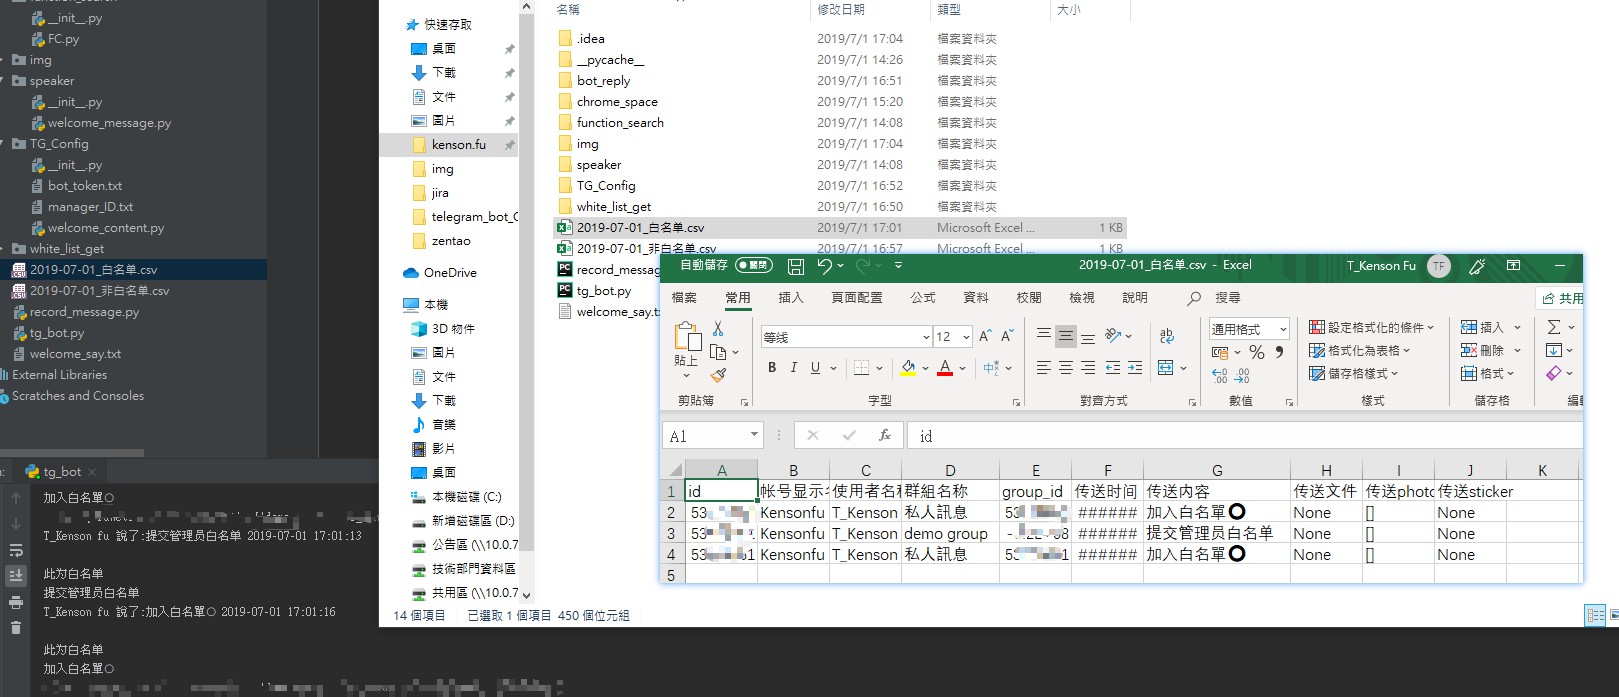 __init__.py
FC.py
img
speaker
__init__.py
welcome_message.py
TG_Config
__init__.py
bot_token.txt
manager_ID.txt
welcome_content.py
white_list_get
2019-07-01_白名单.csv
2019-07-01_非白名单.csv
record_message.py
tg_bot.py
welcome_say.txt
External Libraries
Scratches and Consoles
tg_bot
加入白名單○
T_Kenson fu 說了:提交管理员白名单 2019-07-01 17:01:13
此为白名单
提交管理员白名单
T_Kenson fu 說了:加入白名單○ 2019-07-01 17:01:16
此为白名单
加入白名單○
快速存取
桌面
下載
文件
圖片
kenson.fu
img
jira
telegram_bot_
zentao
OneDrive
本機
3D 物件
圖片
文件
下載
音樂
影片
桌面
本機磁碟 (C:)
新增磁碟區 (D:)
公告區 (\\10.0.7
技術部門資料區
共用區 (\\10.0.7
14 個項目 已選取 1 個項目 450 個位元組
名稱 修改日期 類型 大小
.idea 2019/7/1 17:04 檔案資料夾
__pycache__ 2019/7/1 14:26 檔案資料夾
bot_reply 2019/7/1 16:51 檔案資料夾
chrome_space 2019/7/1 15:20 檔案資料夾
function_search 2019/7/1 14:08 檔案資料夾
img 2019/7/1 17:04 檔案資料夾
speaker 2019/7/1 14:08 檔案資料夾
TG_Config 2019/7/1 16:52 檔案資料夾
white_list_get 2019/7/1 16:50 檔案資料夾
2019-07-01_白名单.csv 2019/7/1 17:01 Microsoft Excel ... 1 KB
2019-07-01_非白名单.csv 2019/7/1 16:57 Microsoft Excel ... 1 KB
record_messag
tg_bot.py
welcome_say.t
自動儲存 關閉 2019-07-01_白名单.csv - Excel T_Kenson Fu TF
檔案 常用 插入 頁面配置 公式 資料 校閱 檢視 說明 搜尋 共用
貼上 等线 12 通用格式 設定格式化的條件 插入
B I U A % 格式化為表格 刪除
儲存格樣式 格式
剪貼簿 字型 對齊方式 數值 樣式 儲存格
A1 fx id
A B C D E F G H I J K
1 id 帐号显示 使用者名称 群組名称 group_id 传送时间 传送内容 传送文件 传送photo 传送sticker
2 53 Kensonfu T_Kenson 私人訊息 53 ###### 加入白名單⭕ None [] None
3 53 Kensonfu T_Kenson demo group ###### 提交管理员白名单 None [] None
4 53 Kensonfu T_Kenson 私人訊息 ###### 加入白名單⭕ None [] None
5